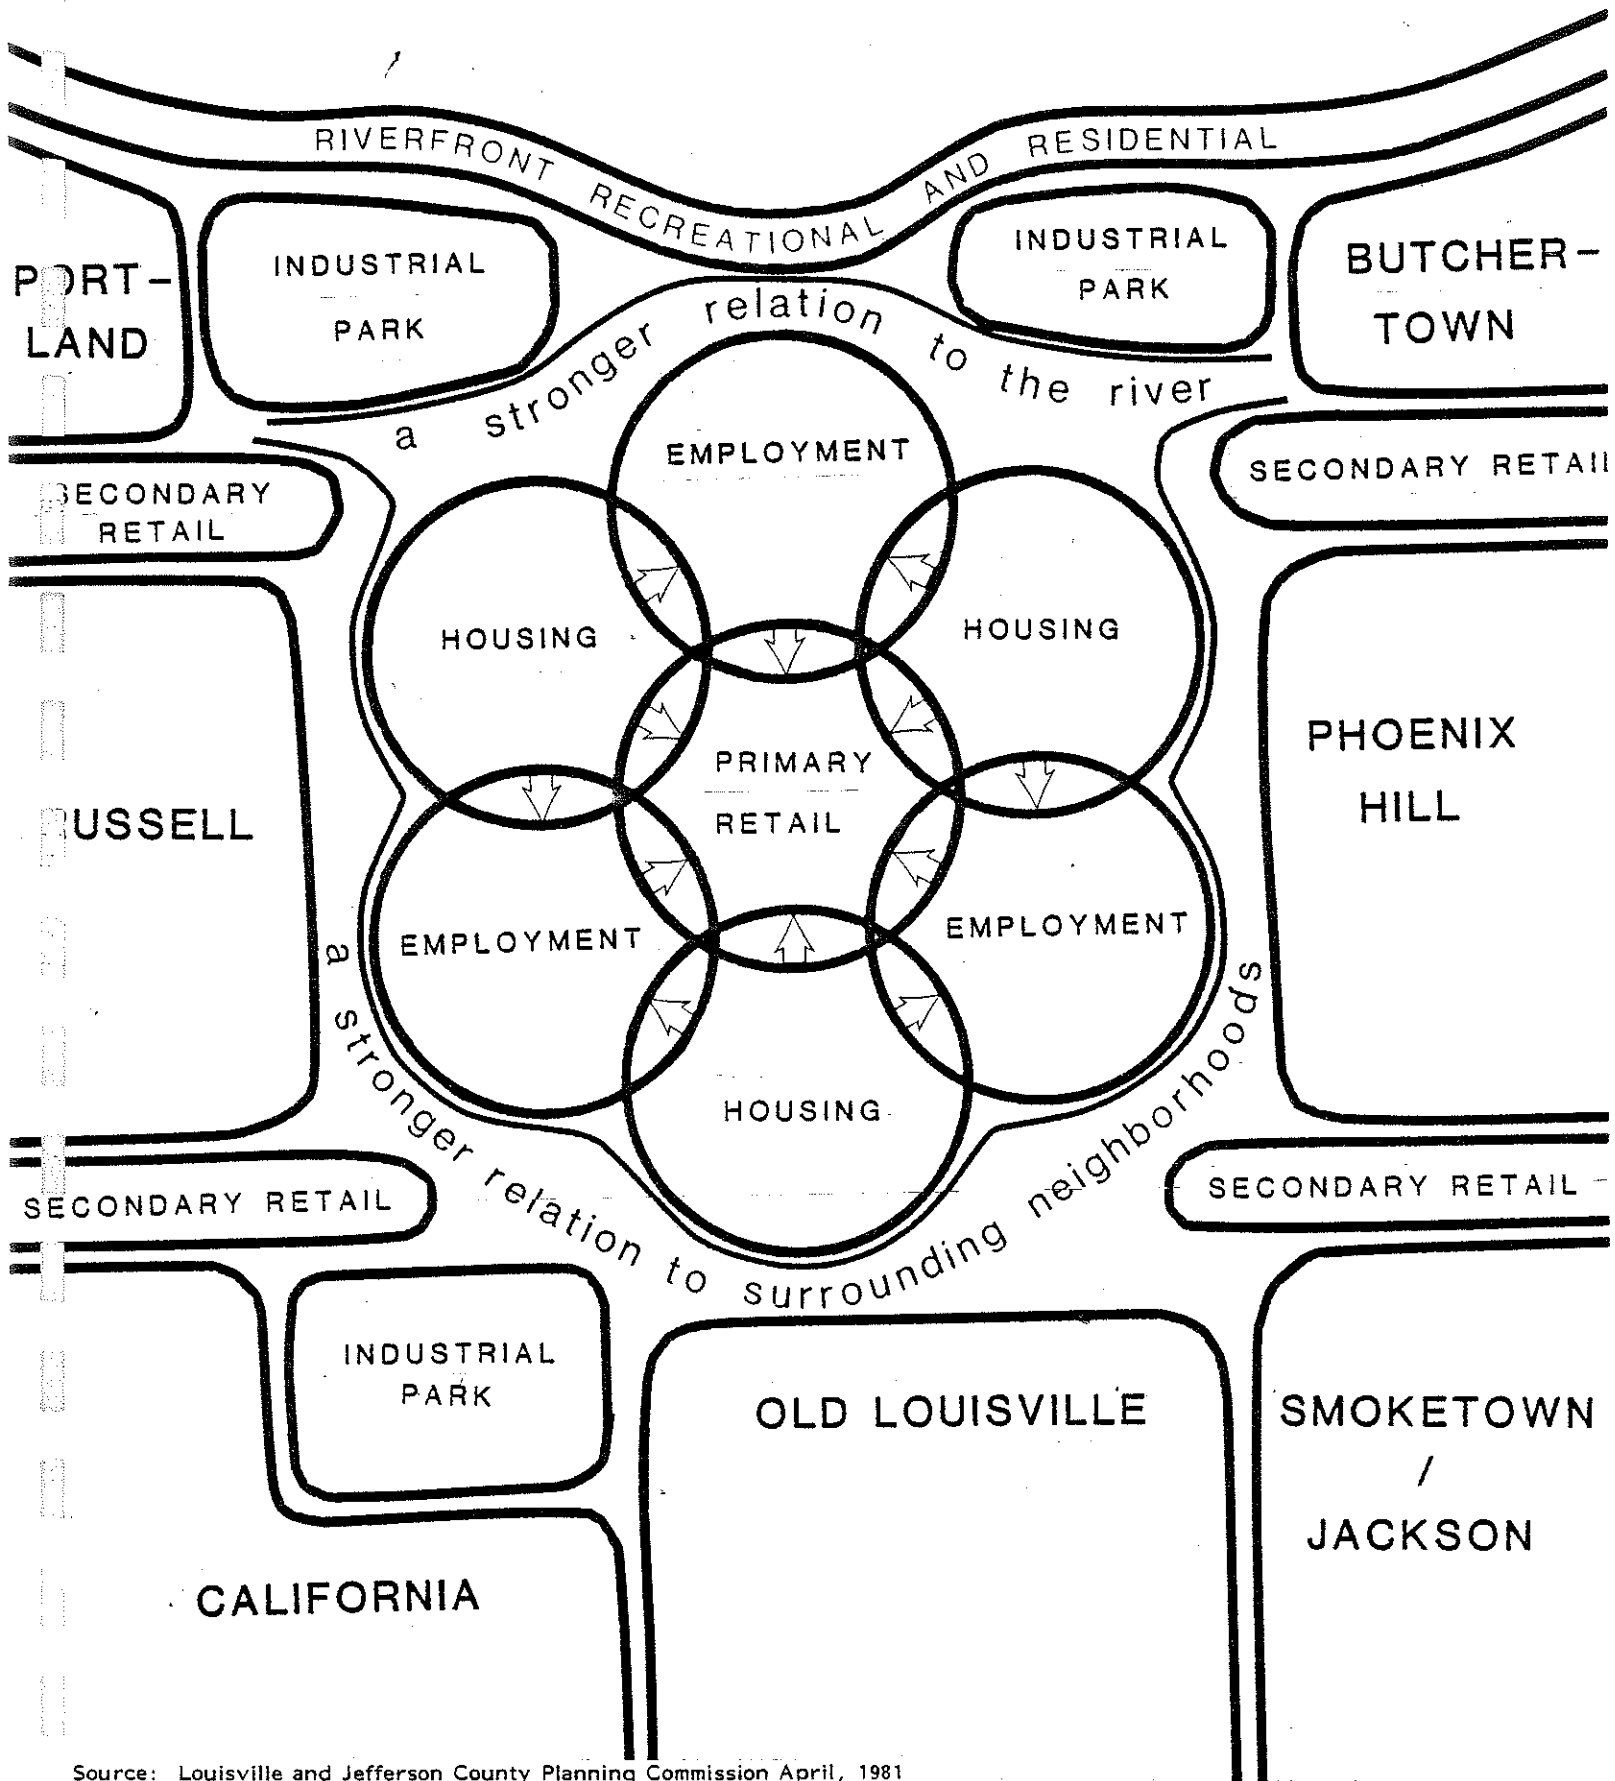 RIVERFRONT RECREATIONAL AND RESIDENTIAL
PORT-
LAND
INDUSTRIAL
PARK
INDUSTRIAL
PARK
BUTCHER-
TOWN
a stronger relation to the river
SECONDARY
RETAIL
EMPLOYMENT
SECONDARY RETAIL
HOUSING
HOUSING
PHOENIX
HILL
PRIMARY
RETAIL
USSELL
EMPLOYMENT
EMPLOYMENT
HOUSING
a stronger relation to surrounding neighborhoods
SECONDARY RETAIL
SECONDARY RETAIL
INDUSTRIAL
PARK
OLD LOUISVILLE
SMOKETOWN
/
JACKSON
CALIFORNIA
Source: Louisville and Jefferson County Planning Commission April, 1981